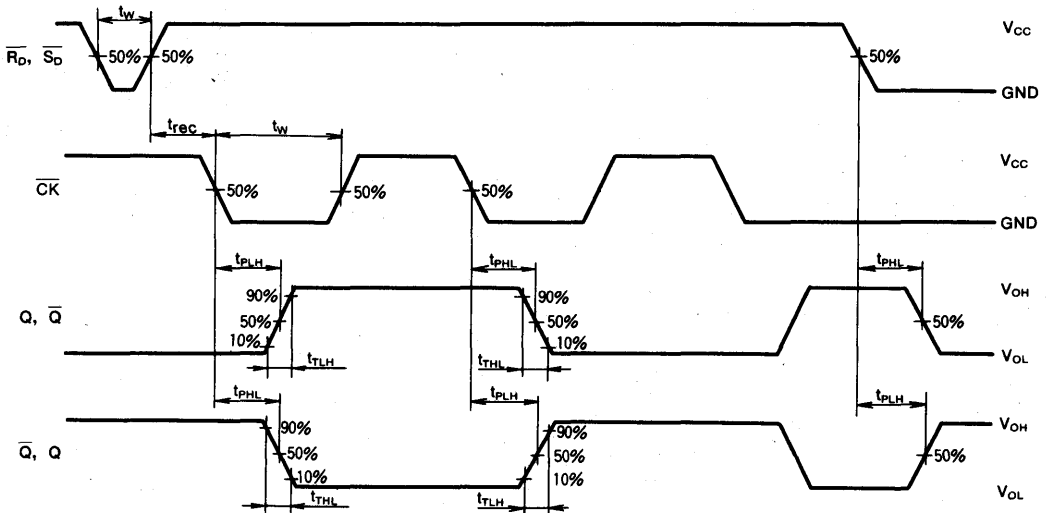 tW
R̅D̅, S̅D̅ 50% 50% 50% VCC
GND
trec tW
C̅K̅ 50% 50% 50% VCC
GND
tPLH tPHL tPHL
Q, Q̅ 90% 50% 10% 90% 50% 10% 50% VOH
VOL
tTLH tTHL
tPHL tPLH tPLH
Q̅, Q 90% 50% 10% 90% 50% 10% 50% VOH
VOL
tTHL tTLH